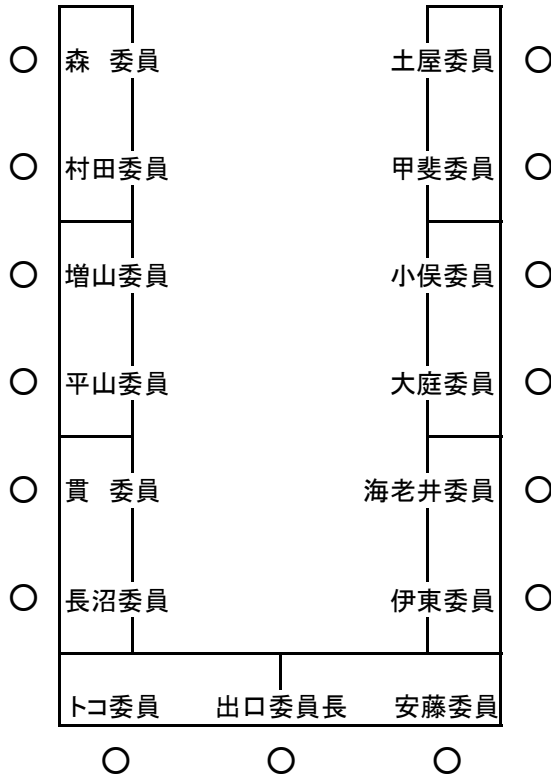 森　委員　土屋委員
村田委員　甲斐委員
増山委員　小俣委員
平山委員　大庭委員
貫　委員　海老井委員
長沼委員　伊東委員
トコ委員　出口委員長　安藤委員